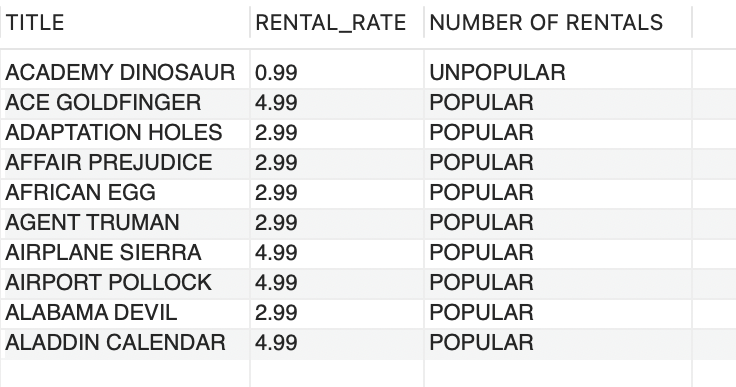 TITLE RENTAL_RATE NUMBER OF RENTALS
ACADEMY DINOSAUR 0.99 UNPOPULAR
ACE GOLDFINGER 4.99 POPULAR
ADAPTATION HOLES 2.99 POPULAR
AFFAIR PREJUDICE 2.99 POPULAR
AFRICAN EGG 2.99 POPULAR
AGENT TRUMAN 2.99 POPULAR
AIRPLANE SIERRA 4.99 POPULAR
AIRPORT POLLOCK 4.99 POPULAR
ALABAMA DEVIL 2.99 POPULAR
ALADDIN CALENDAR 4.99 POPULAR